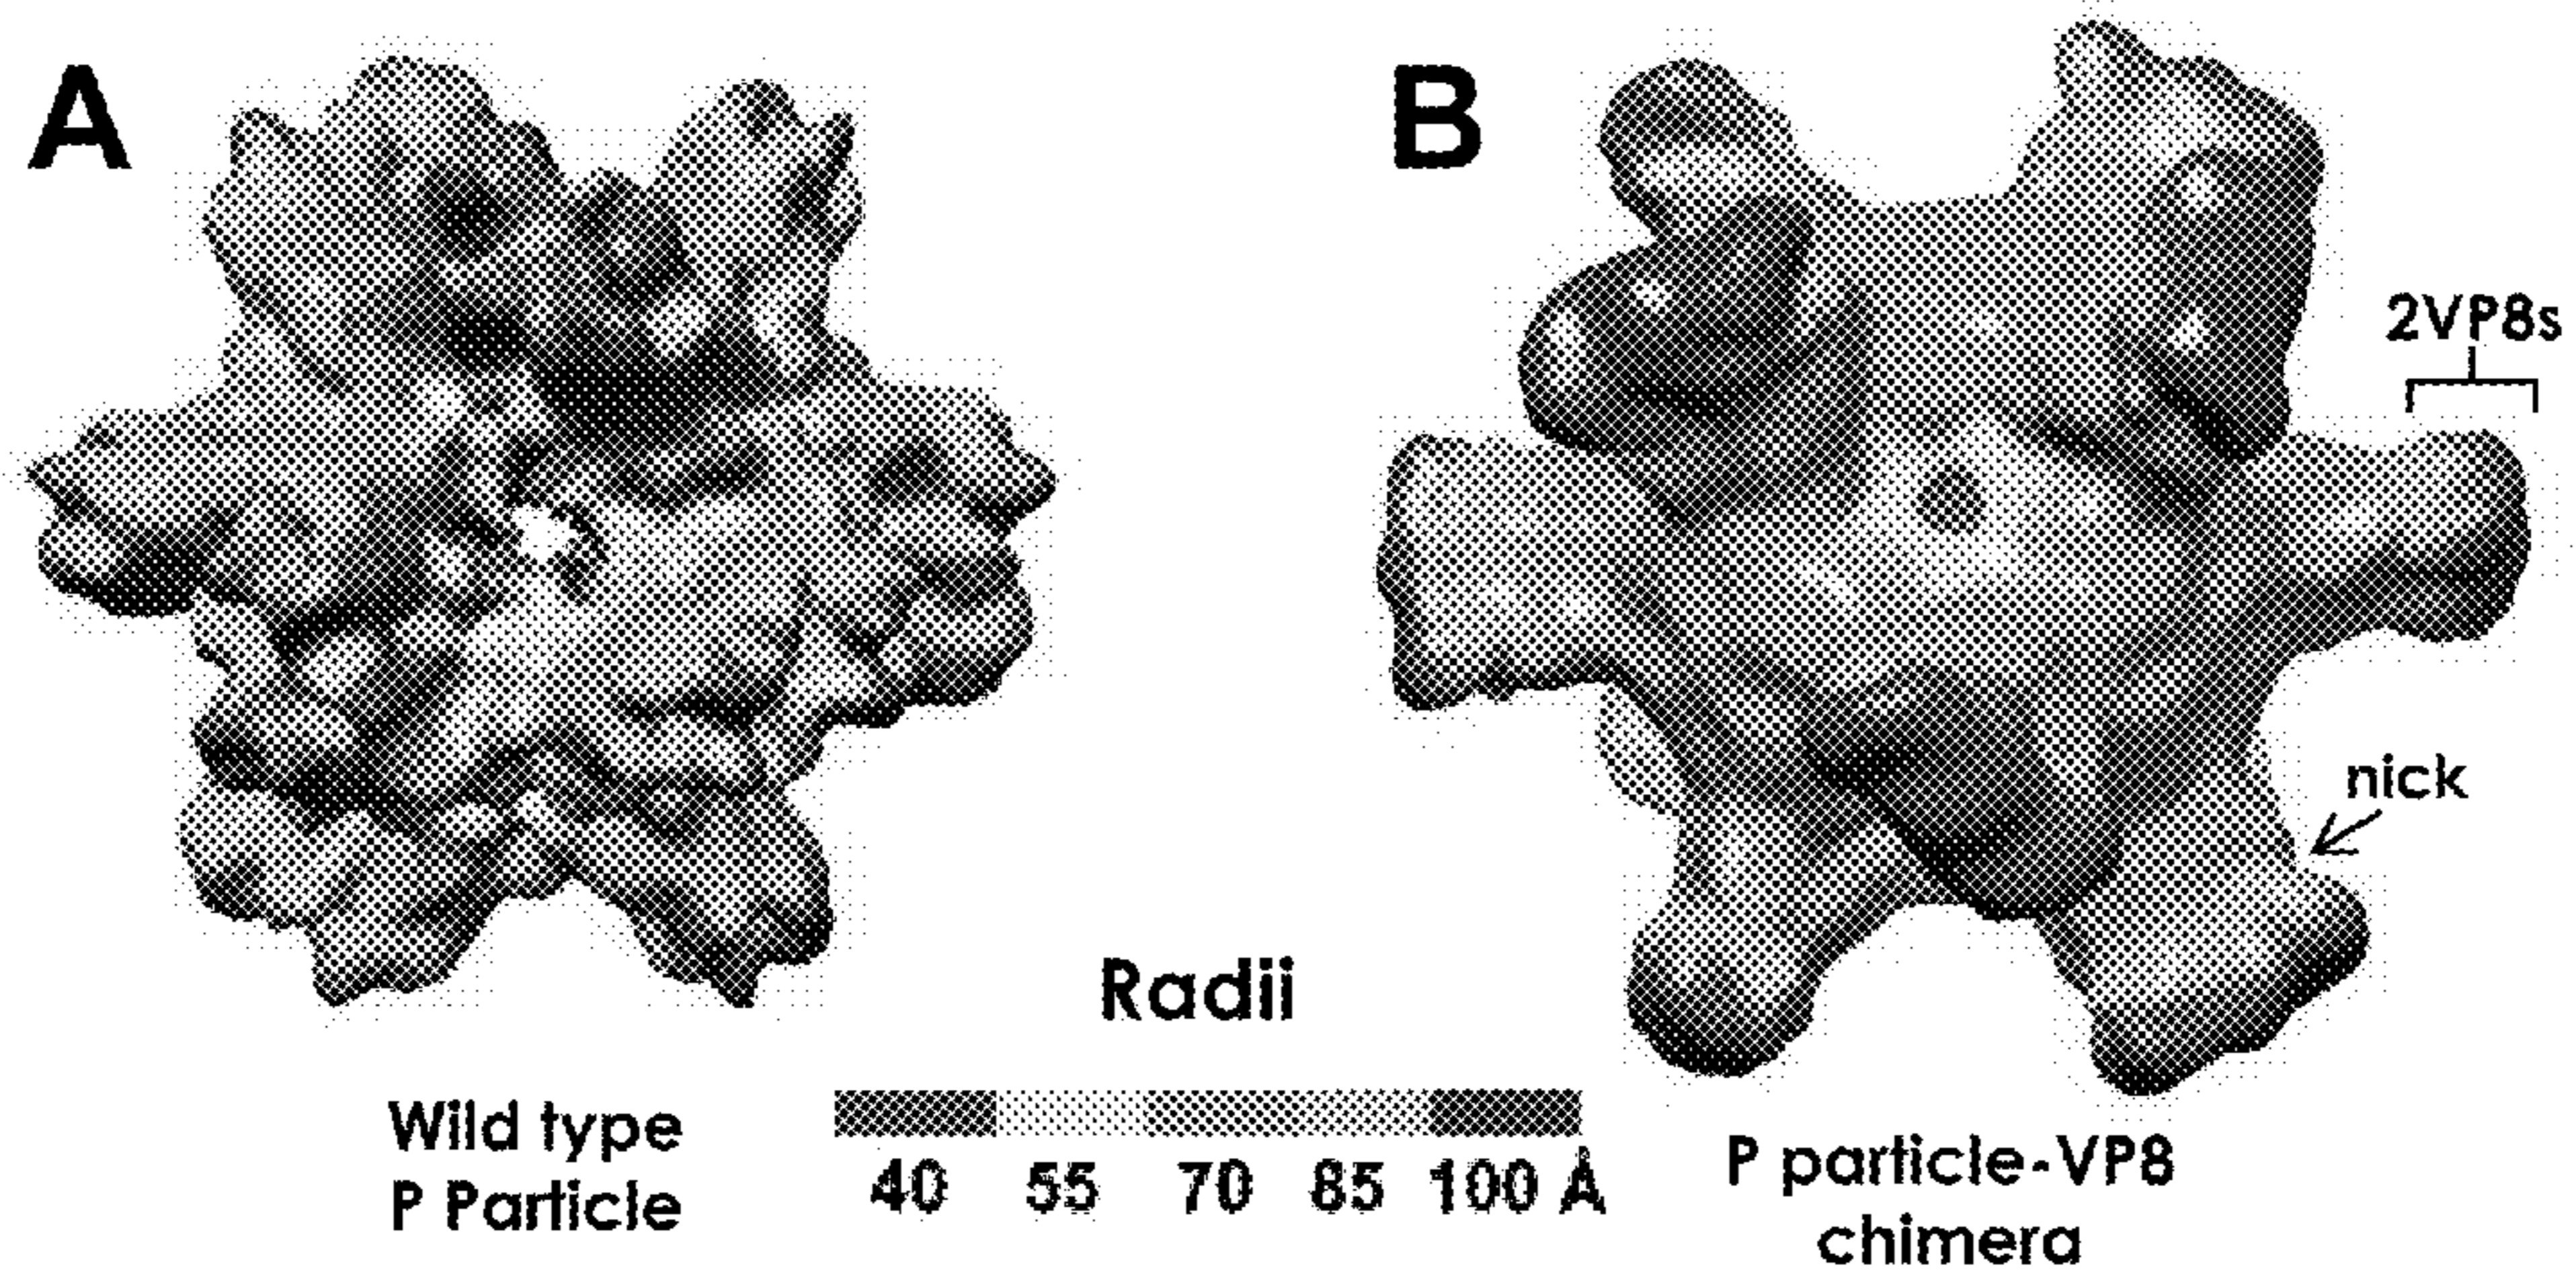 A
B
2VP8s
nick
Radii
40 55 70 85 100 Å
Wild type
P Particle
P particle-VP8
chimera